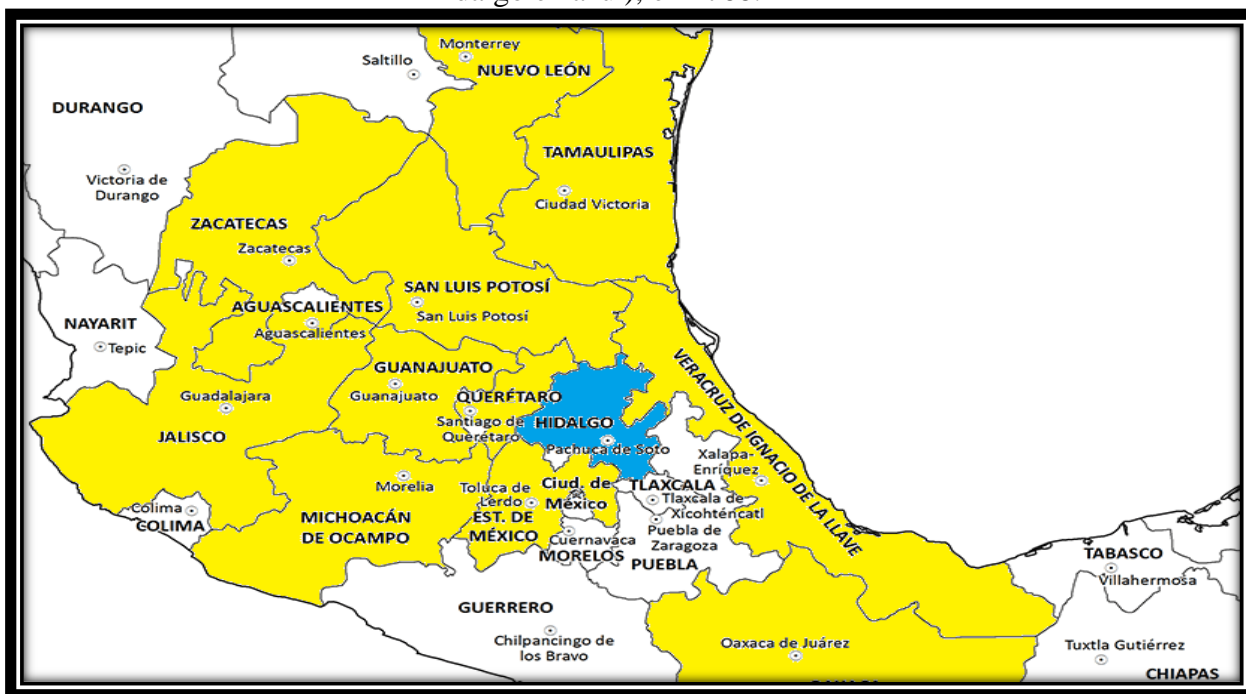 Monterrey
Saltillo
NUEVO LEÓN
DURANGO
TAMAULIPAS
Victoria de
Durango
Ciudad Victoria
ZACATECAS
Zacatecas
SAN LUIS POTOSÍ
AGUASCALIENTES
San Luis Potosí
NAYARIT
Aguascalientes
Tepic
GUANAJUATO
VERACRUZ DE IGNACIO DE LA LLAVE
Guadalajara
Guanajuato
QUERÉTARO
Santiago de
Querétaro
HIDALGO
JALISCO
Pachuca de Soto
Xalapa-
Enríquez
Morelia
Toluca de
Lerdo
Ciud. de
México
TLAXCALA
Tlaxcala de
Xicohténcatl
Colima
COLIMA
MICHOACÁN
DE OCAMPO
EST. DE
MÉXICO
Cuernavaca
MORELOS
Puebla de
Zaragoza
PUEBLA
TABASCO
Villahermosa
GUERRERO
Chilpancingo de
los Bravo
Oaxaca de Juárez
Tuxtla Gutiérrez
CHIAPAS